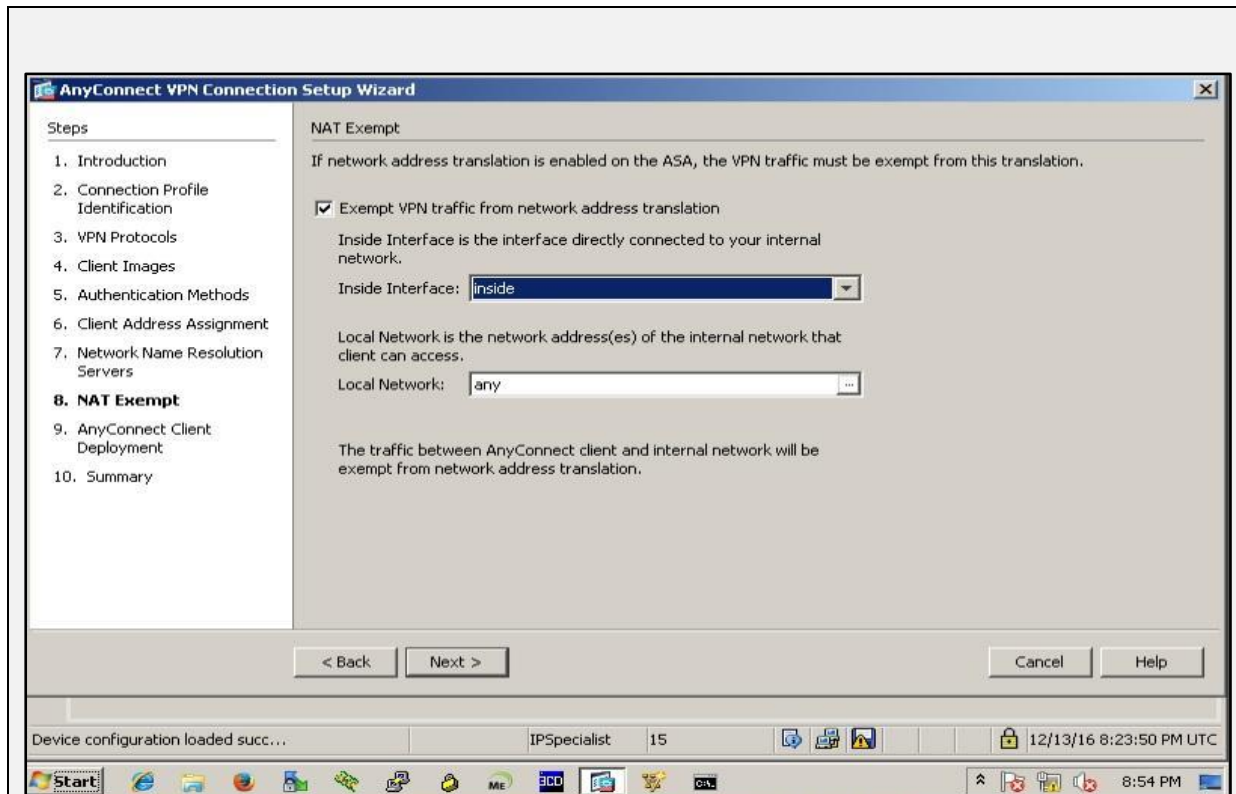 AnyConnect VPN Connection Setup Wizard
Steps
1. Introduction
2. Connection Profile
Identification
3. VPN Protocols
4. Client Images
5. Authentication Methods
6. Client Address Assignment
7. Network Name Resolution
Servers
8. NAT Exempt
9. AnyConnect Client
Deployment
10. Summary
NAT Exempt
If network address translation is enabled on the ASA, the VPN traffic must be exempt from this translation.
Exempt VPN traffic from network address translation
Inside Interface is the interface directly connected to your internal
network.
Inside Interface: inside
Local Network is the network address(es) of the internal network that
client can access.
Local Network: any ...
The traffic between AnyConnect client and internal network will be
exempt from network address translation.
< Back Next > Cancel Help
Device configuration loaded succ... IPSpecialist 15 12/13/16 8:23:50 PM UTC
Start ME 3CD C:\. 8:54 PM